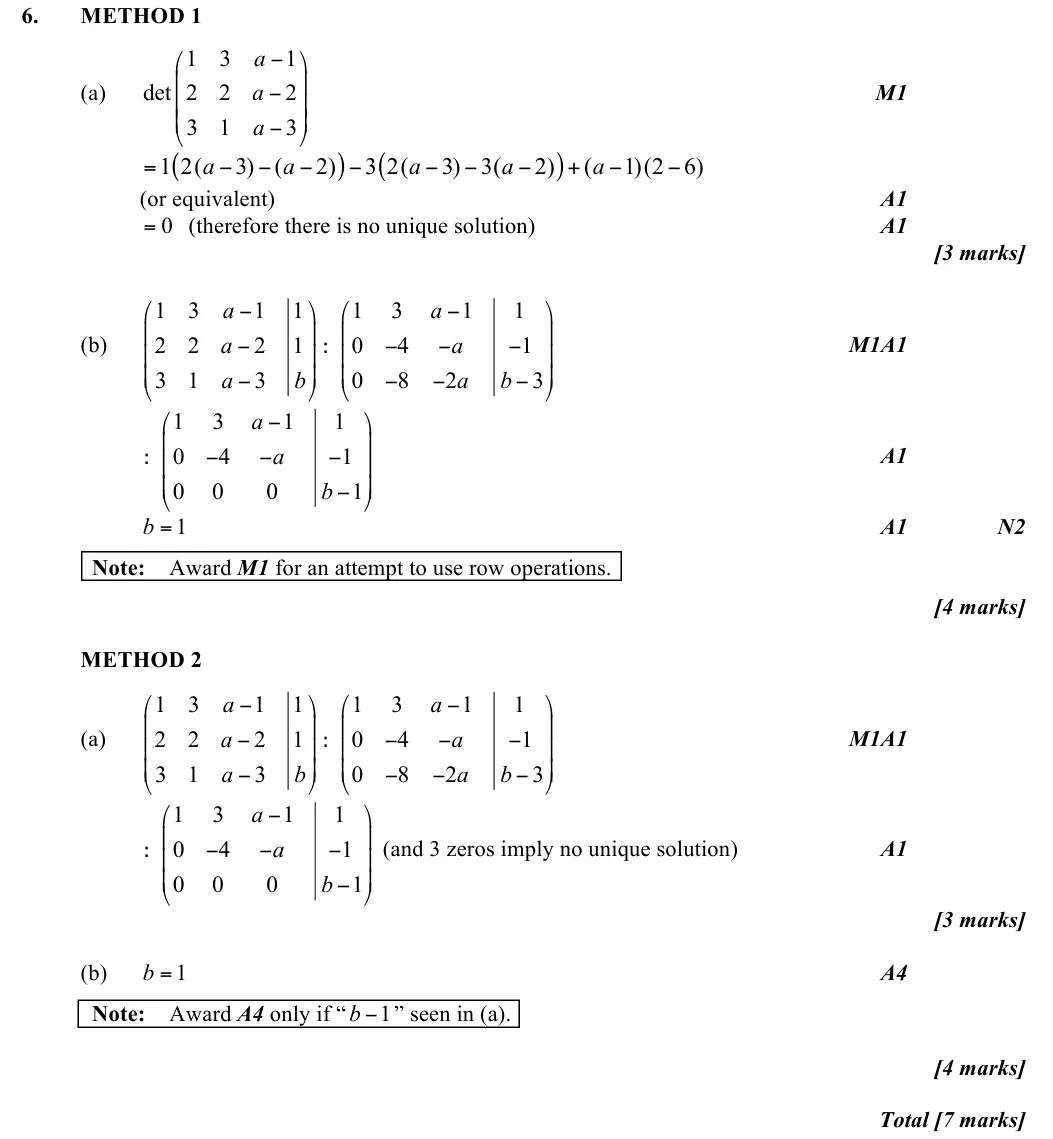 6. METHOD 1
(a) det ( 1 3 a − 1 )
( 2 2 a − 2 ) M1
( 3 1 a − 3 )
= 1(2(a − 3) − (a − 2)) − 3(2(a − 3) − 3(a − 2)) + (a − 1)(2 − 6)
(or equivalent) A1
= 0 (therefore there is no unique solution) A1
[3 marks]
(b) ( 1 3 a − 1 | 1 ) : ( 1 3 a − 1 | 1 )
( 2 2 a − 2 | 1 ) ( 0 −4 −a | −1 ) M1A1
( 3 1 a − 3 | b ) ( 0 −8 −2a | b − 3 )
: ( 1 3 a − 1 | 1 )
( 0 −4 −a | −1 ) A1
( 0 0 0 | b − 1 )
b = 1 A1 N2
Note: Award M1 for an attempt to use row operations.
[4 marks]
METHOD 2
(a) ( 1 3 a − 1 | 1 ) : ( 1 3 a − 1 | 1 )
( 2 2 a − 2 | 1 ) ( 0 −4 −a | −1 ) M1A1
( 3 1 a − 3 | b ) ( 0 −8 −2a | b − 3 )
: ( 1 3 a − 1 | 1 )
( 0 −4 −a | −1 ) (and 3 zeros imply no unique solution) A1
( 0 0 0 | b − 1 )
[3 marks]
(b) b = 1 A4
Note: Award A4 only if “ b − 1 ” seen in (a).
[4 marks]
Total [7 marks]